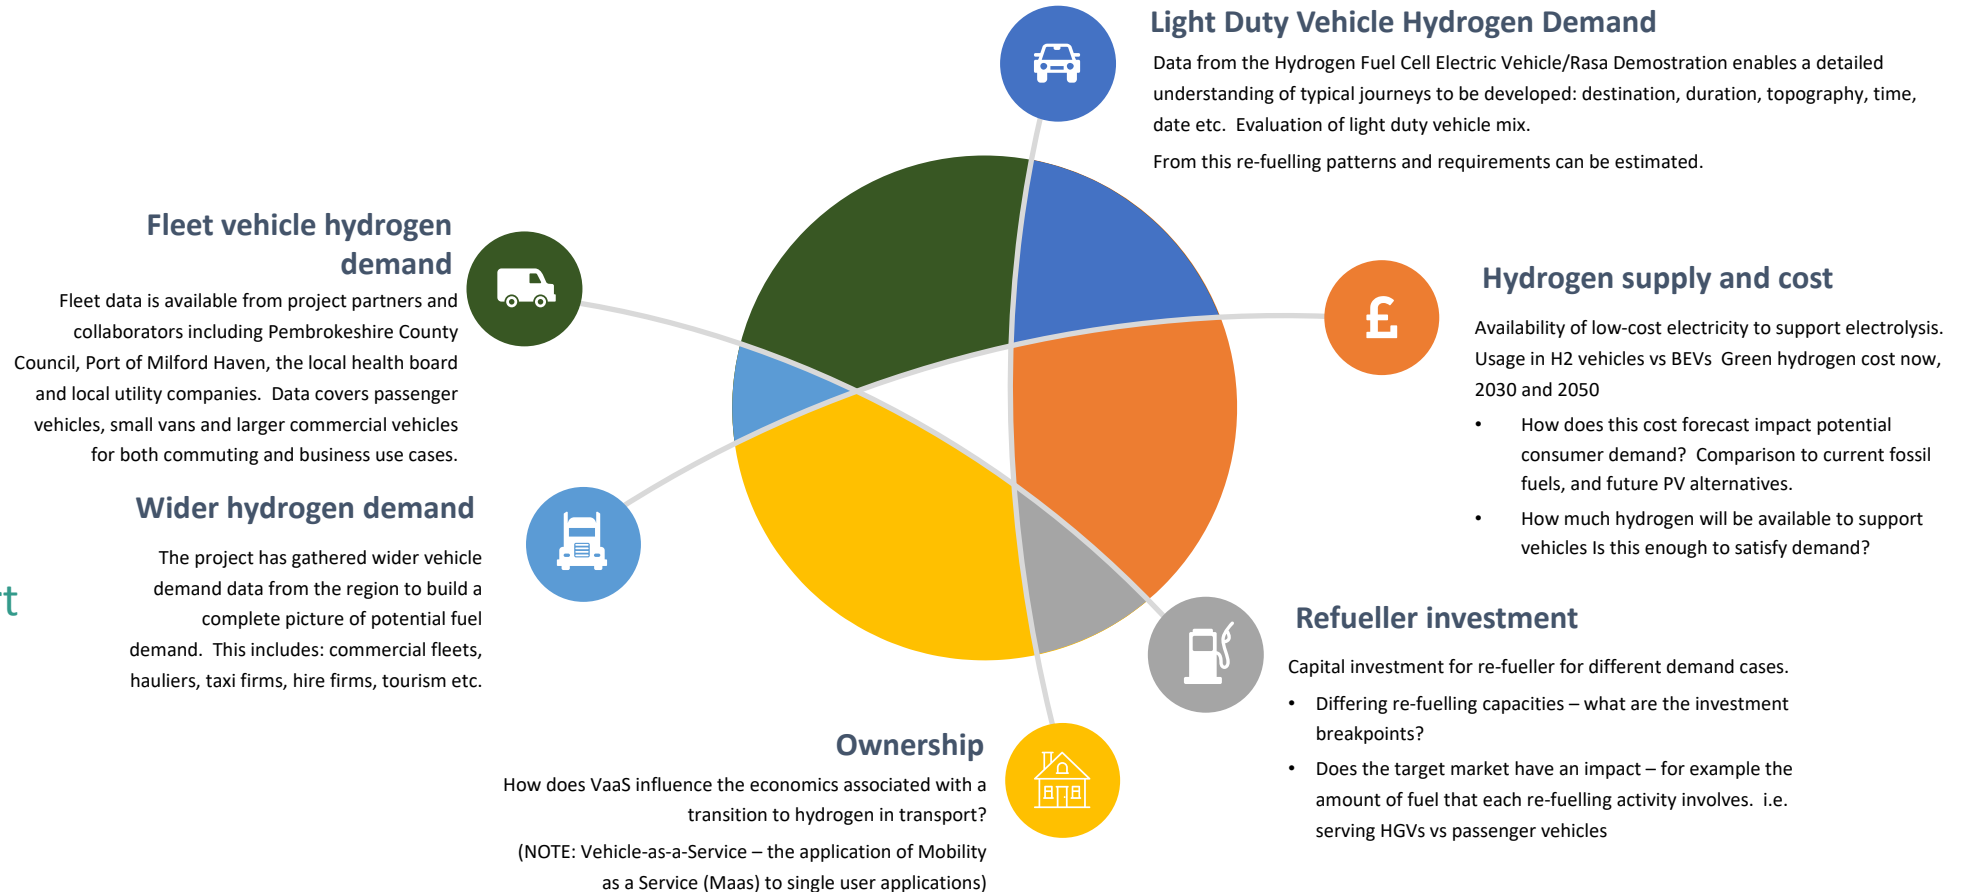 Light Duty Vehicle Hydrogen Demand
Data from the Hydrogen Fuel Cell Electric Vehicle/Rasa Demostration enables a detailed
understanding of typical journeys to be developed: destination, duration, topography, time,
date etc.  Evaluation of light duty vehicle mix.
From this re-fuelling patterns and requirements can be estimated.
Fleet vehicle hydrogen
demand
Fleet data is available from project partners and
collaborators including Pembrokeshire County
Council, Port of Milford Haven, the local health board
and local utility companies.  Data covers passenger
vehicles, small vans and larger commercial vehicles
for both commuting and business use cases.
£
Hydrogen supply and cost
Availability of low-cost electricity to support electrolysis.
Usage in H2 vehicles vs BEVs  Green hydrogen cost now,
2030 and 2050
• How does this cost forecast impact potential
consumer demand?  Comparison to current fossil
fuels, and future PV alternatives.
• How much hydrogen will be available to support
vehicles Is this enough to satisfy demand?
Wider hydrogen demand
The project has gathered wider vehicle
demand data from the region to build a
complete picture of potential fuel
demand.  This includes: commercial fleets,
hauliers, taxi firms, hire firms, tourism etc.
Refueller investment
Capital investment for re-fueller for different demand cases.
• Differing re-fuelling capacities – what are the investment
breakpoints?
• Does the target market have an impact – for example the
amount of fuel that each re-fuelling activity involves.  i.e.
serving HGVs vs passenger vehicles
Ownership
How does VaaS influence the economics associated with a
transition to hydrogen in transport?
(NOTE: Vehicle-as-a-Service – the application of Mobility
as a Service (Maas) to single user applications)